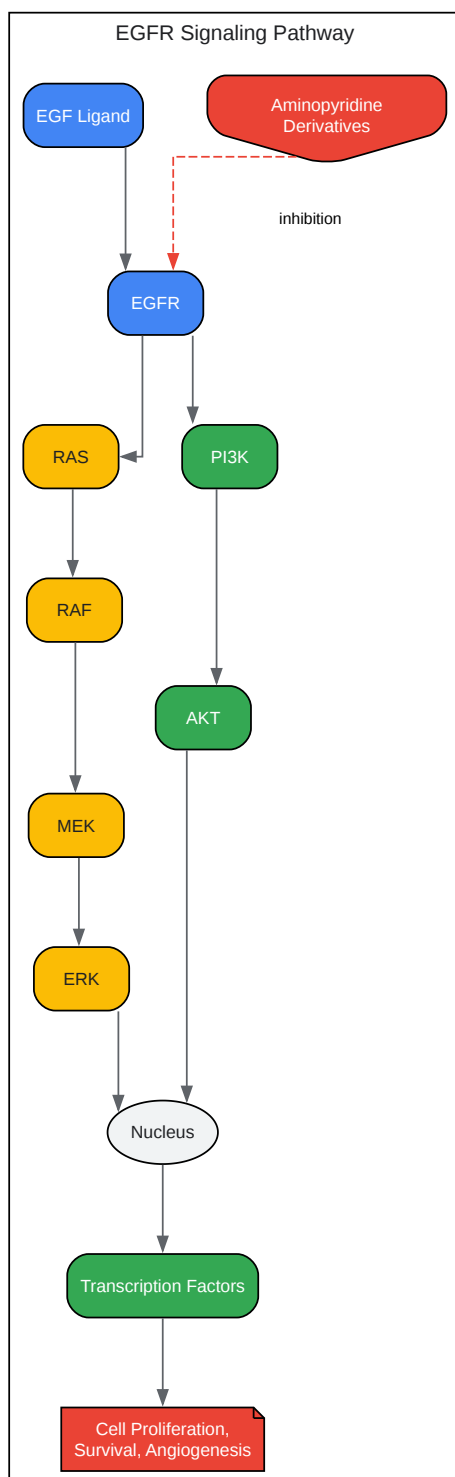 EGFR Signaling Pathway
EGF Ligand
Aminopyridine
Derivatives
inhibition
EGFR
RAS
PI3K
RAF
AKT
MEK
ERK
Nucleus
Transcription Factors
Cell Proliferation,
Survival, Angiogenesis